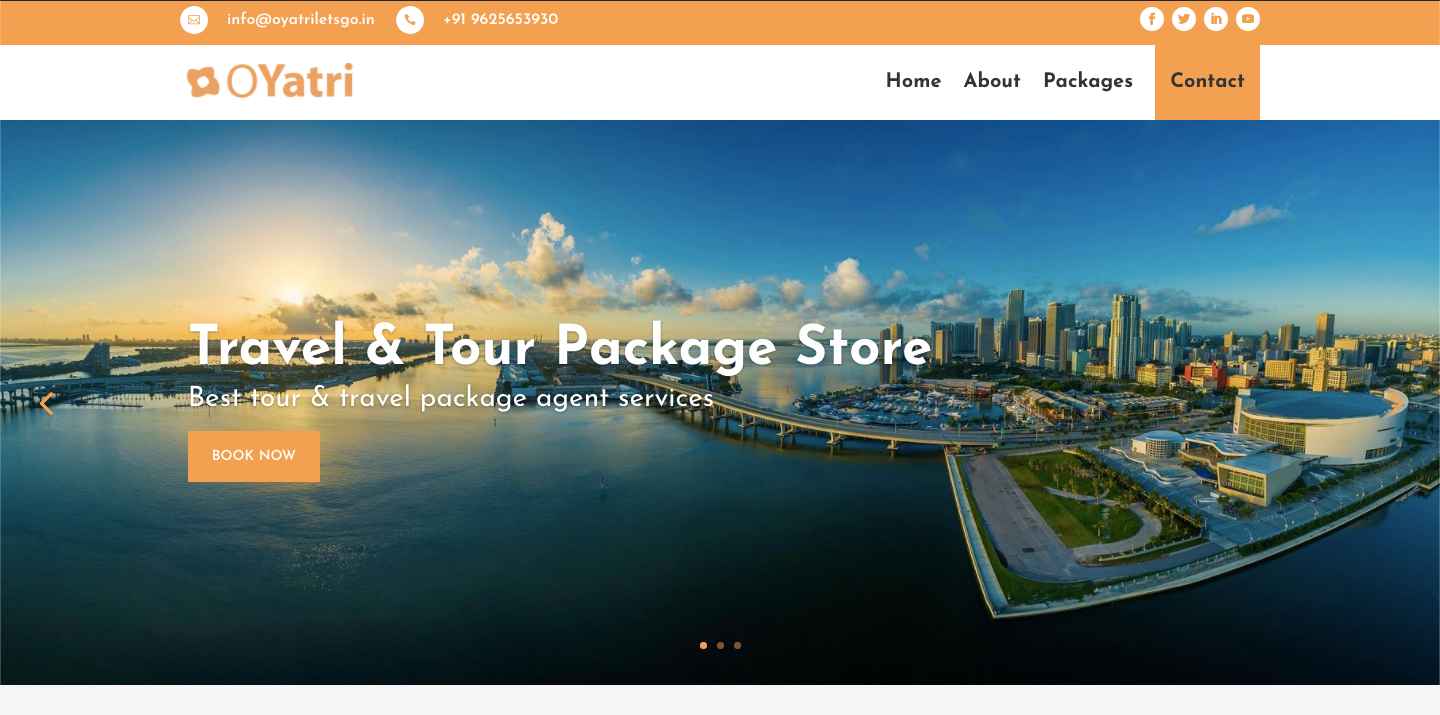 info@oyatriletsgo.in +91 9625653930
OYatri
Home About Packages Contact
Travel & Tour Package Store
Best tour & travel package agent services
BOOK NOW